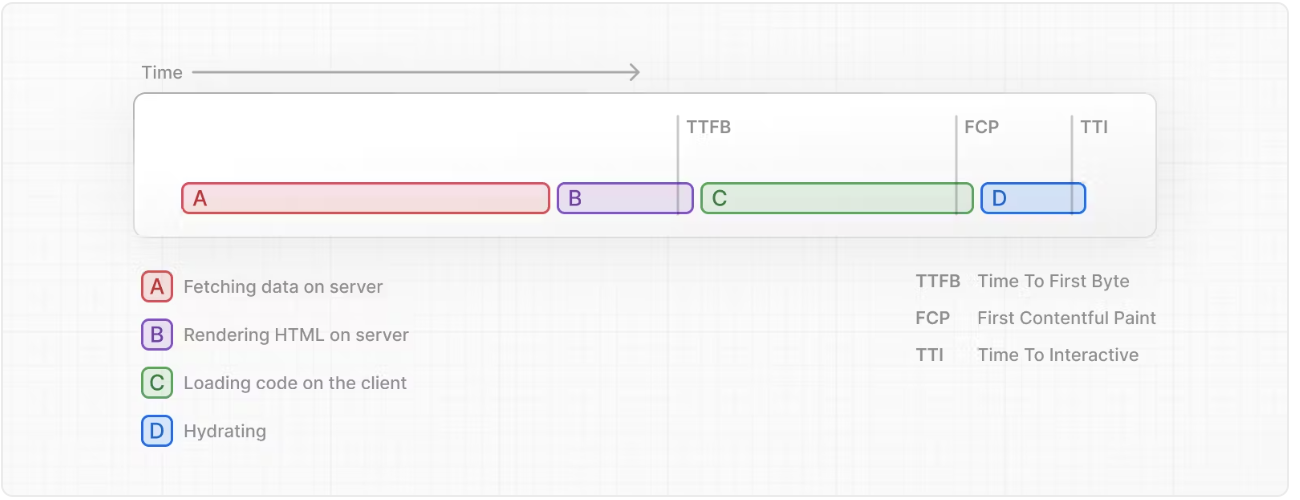 Time
TTFB
FCP
TTI
A
B
C
D
A Fetching data on server
B Rendering HTML on server
C Loading code on the client
D Hydrating
TTFB Time To First Byte
FCP First Contentful Paint
TTI Time To Interactive